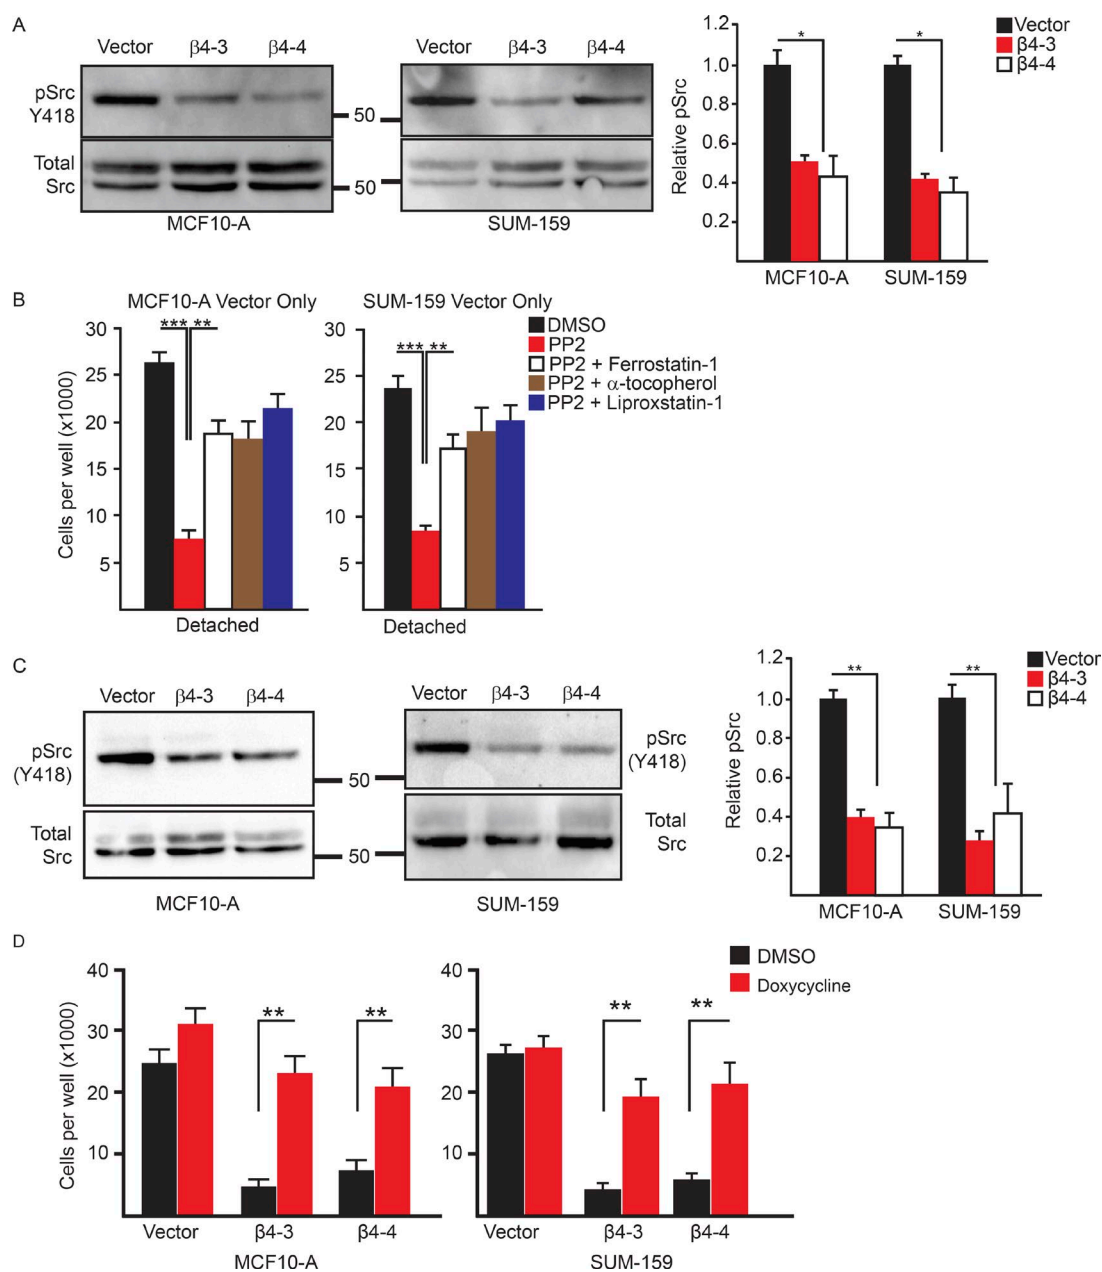 A
Vector β4-3 β4-4
pSrc
Y418
50
Total
Src
50
MCF10-A
Vector β4-3 β4-4
SUM-159
Relative pSrc
1.2
1.0
0.8
0.6
0.4
0.2
* *
MCF10-A SUM-159
Vector
β4-3
β4-4
B
MCF10-A Vector Only
Cells per well (x1000)
30
25
20
15
10
5
*** **
Detached
SUM-159 Vector Only
30
25
20
15
10
5
*** **
Detached
DMSO
PP2
PP2 + Ferrostatin-1
PP2 + α-tocopherol
PP2 + Liproxstatin-1
C
Vector β4-3 β4-4
pSrc
(Y418)
50
Total
Src
50
MCF10-A
Vector β4-3 β4-4
pSrc
(Y418)
Total
Src
SUM-159
Relative pSrc
1.2
1.0
0.8
0.6
0.4
0.2
** **
MCF10-A SUM-159
Vector
β4-3
β4-4
D
Cells per well (x1000)
40
30
20
10
** **
Vector β4-3 β4-4
MCF10-A
40
30
20
10
** **
Vector β4-3 β4-4
SUM-159
DMSO
Doxycycline